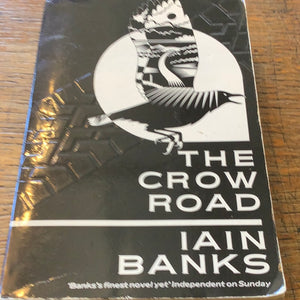 THE
CROW
ROAD
IAIN
BANKS
'Banks's finest novel yet' Independent on Sunday